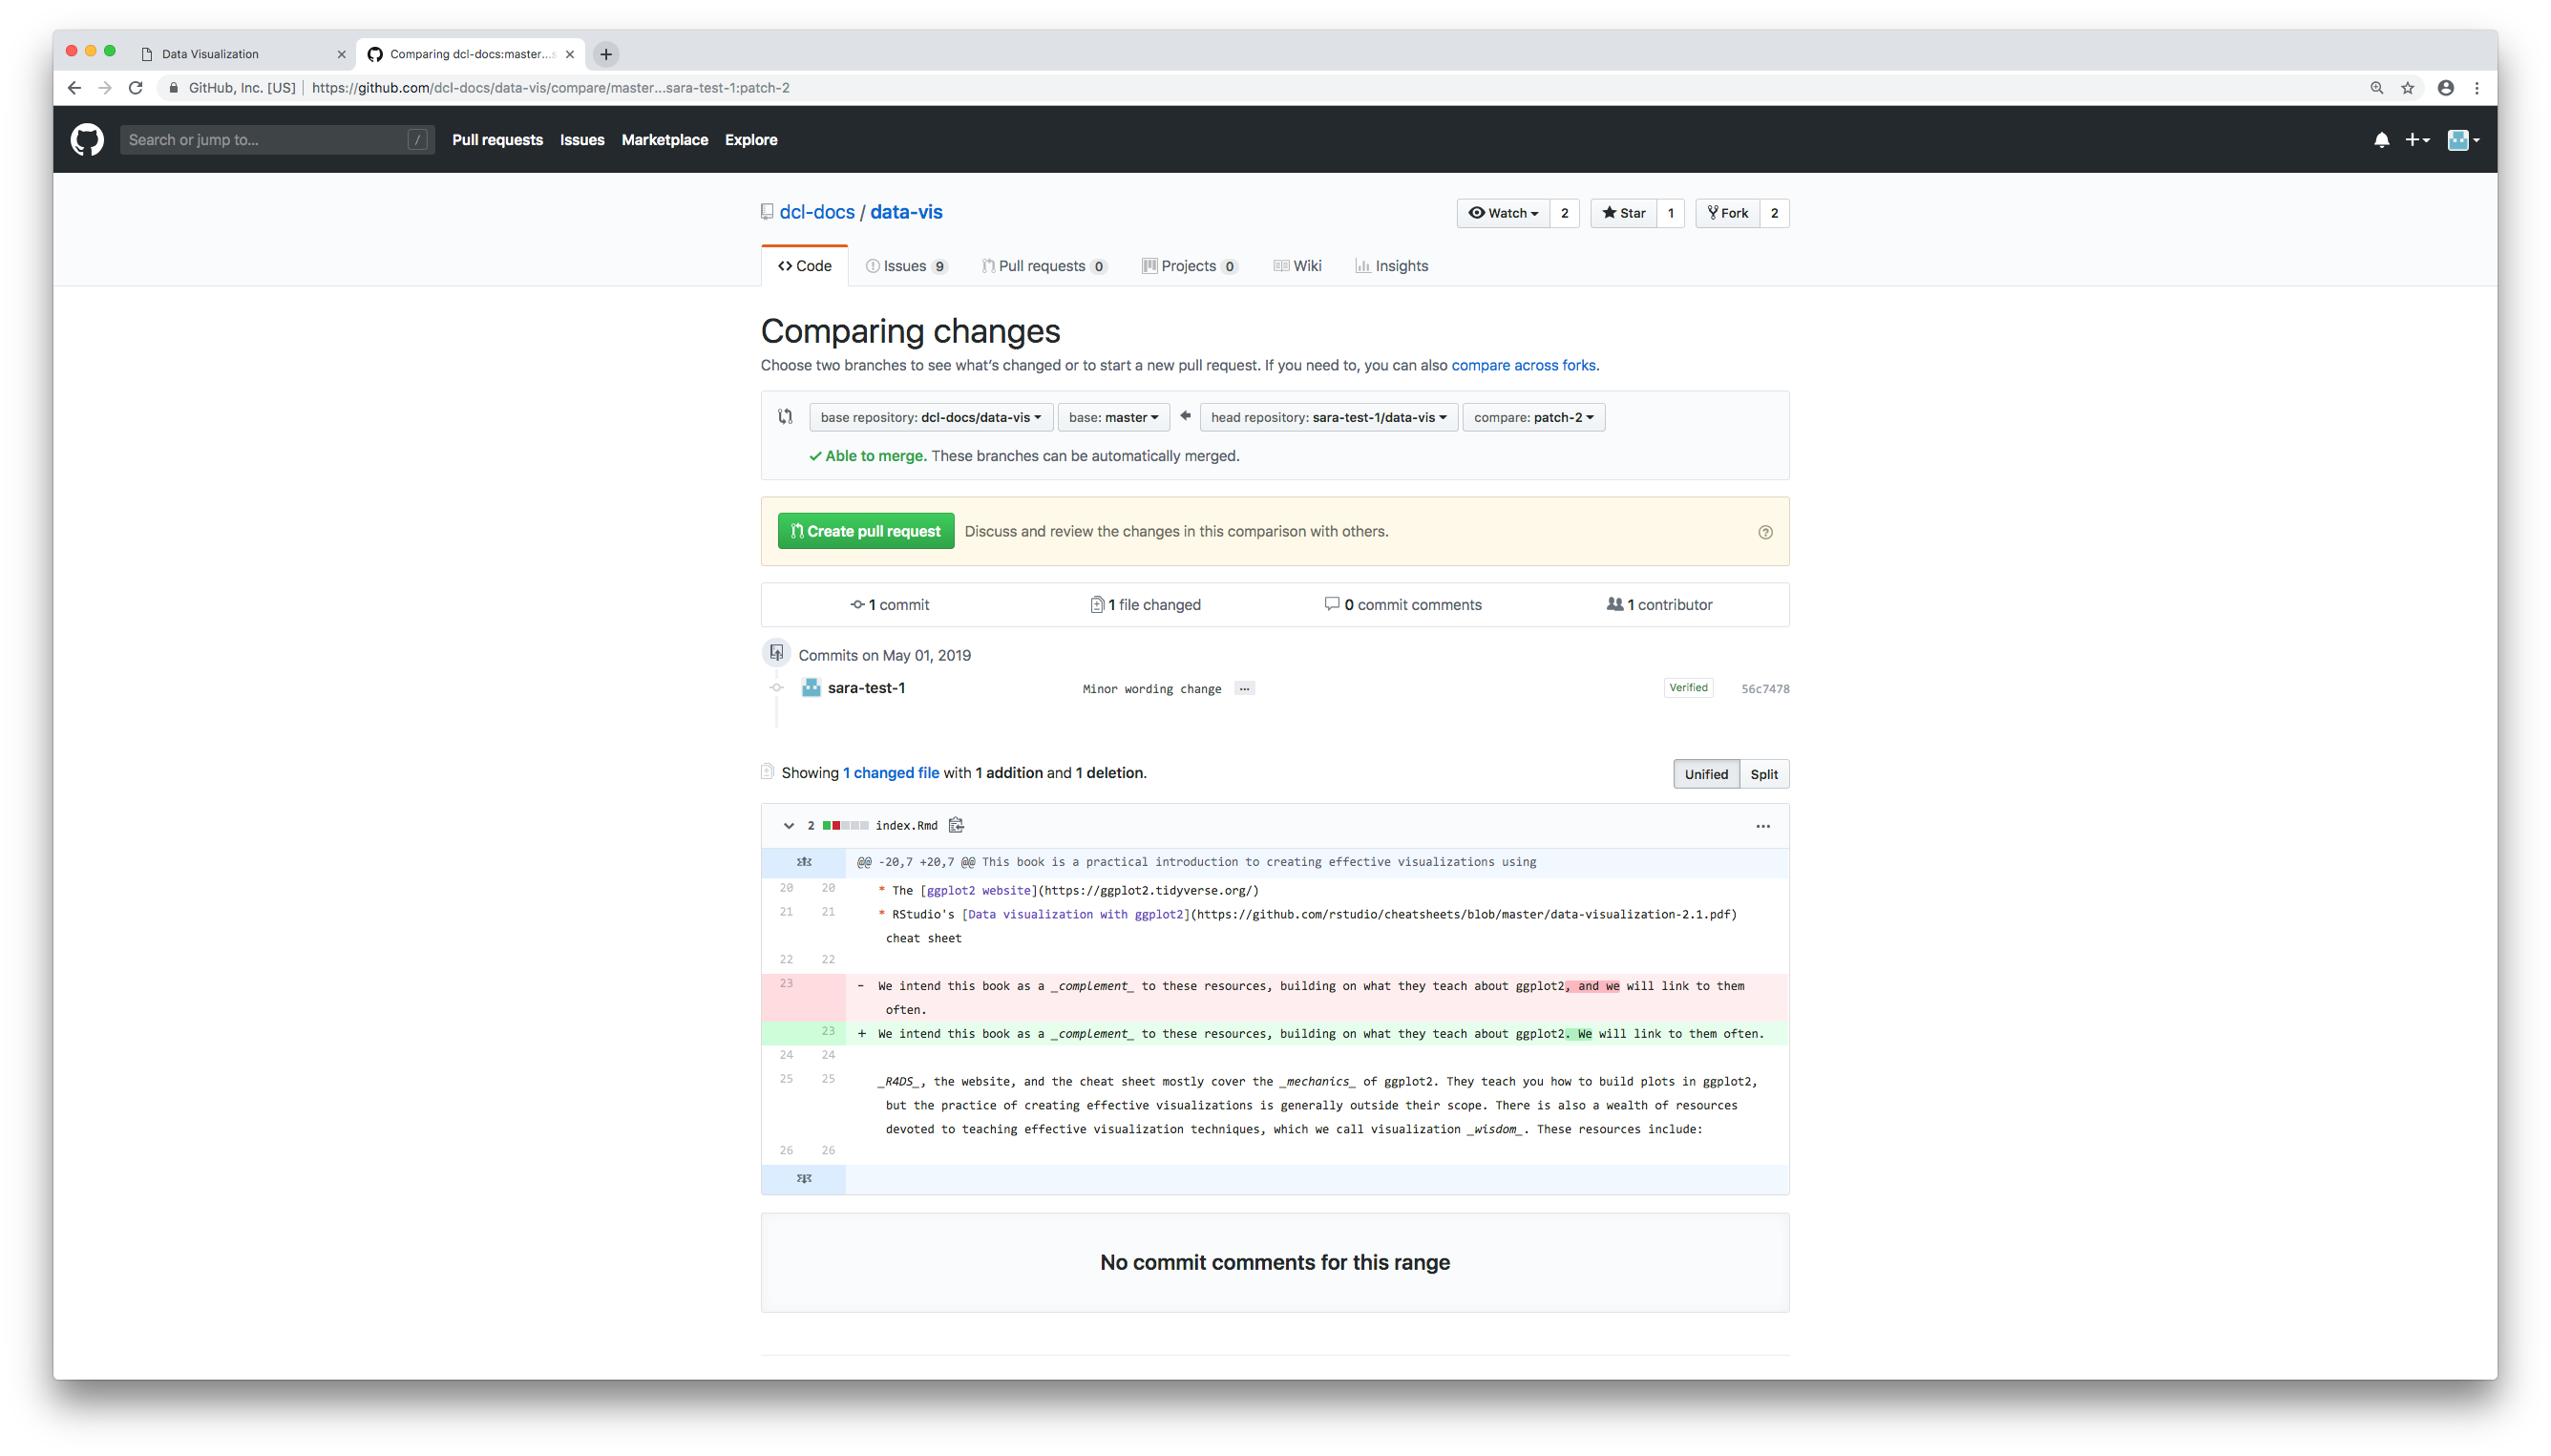 Data Visualization
Comparing dcl-docs:master...s
GitHub, Inc. [US] | https://github.com/dcl-docs/data-vis/compare/master...sara-test-1:patch-2
Search or jump to... / Pull requests Issues Marketplace Explore
dcl-docs / data-vis
Watch 2 Star 1 Fork 2
Code Issues 9 Pull requests 0 Projects 0 Wiki Insights
Comparing changes
Choose two branches to see what's changed or to start a new pull request. If you need to, you can also compare across forks.
base repository: dcl-docs/data-vis base: master head repository: sara-test-1/data-vis compare: patch-2
Able to merge. These branches can be automatically merged.
Create pull request Discuss and review the changes in this comparison with others.
1 commit 1 file changed 0 commit comments 1 contributor
Commits on May 01, 2019
sara-test-1 Minor wording change … Verified 56c7478
Showing 1 changed file with 1 addition and 1 deletion. Unified Split
2 index.Rmd
@@ -20,7 +20,7 @@ This book is a practical introduction to creating effective visualizations using
20 20 * The [ggplot2 website](https://ggplot2.tidyverse.org/)
21 21 * RStudio's [Data visualization with ggplot2](https://github.com/rstudio/cheatsheets/blob/master/data-visualization-2.1.pdf)
cheat sheet
22 22
23 - We intend this book as a _complement_ to these resources, building on what they teach about ggplot2, and we will link to them
often.
23 + We intend this book as a _complement_ to these resources, building on what they teach about ggplot2. We will link to them often.
24 24
25 25 _R4DS_, the website, and the cheat sheet mostly cover the _mechanics_ of ggplot2. They teach you how to build plots in ggplot2,
but the practice of creating effective visualizations is generally outside their scope. There is also a wealth of resources
devoted to teaching effective visualization techniques, which we call visualization _wisdom_. These resources include:
26 26
No commit comments for this range